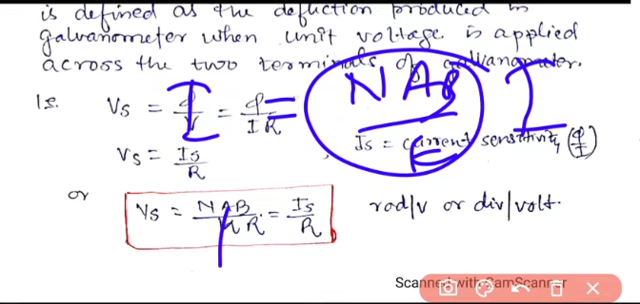 is defined as the deflection produced in
galvanometer when unit voltage is applied
across the two terminals of galvanometer.
i.e. Vs = φ/V = φ/IR = NAB I
Vs = Is/R , Is = current sensitivity (φ/I)
or
Vs = NAB/kR = Is/R rad/v or div/volt.
Scanned with CamScanner